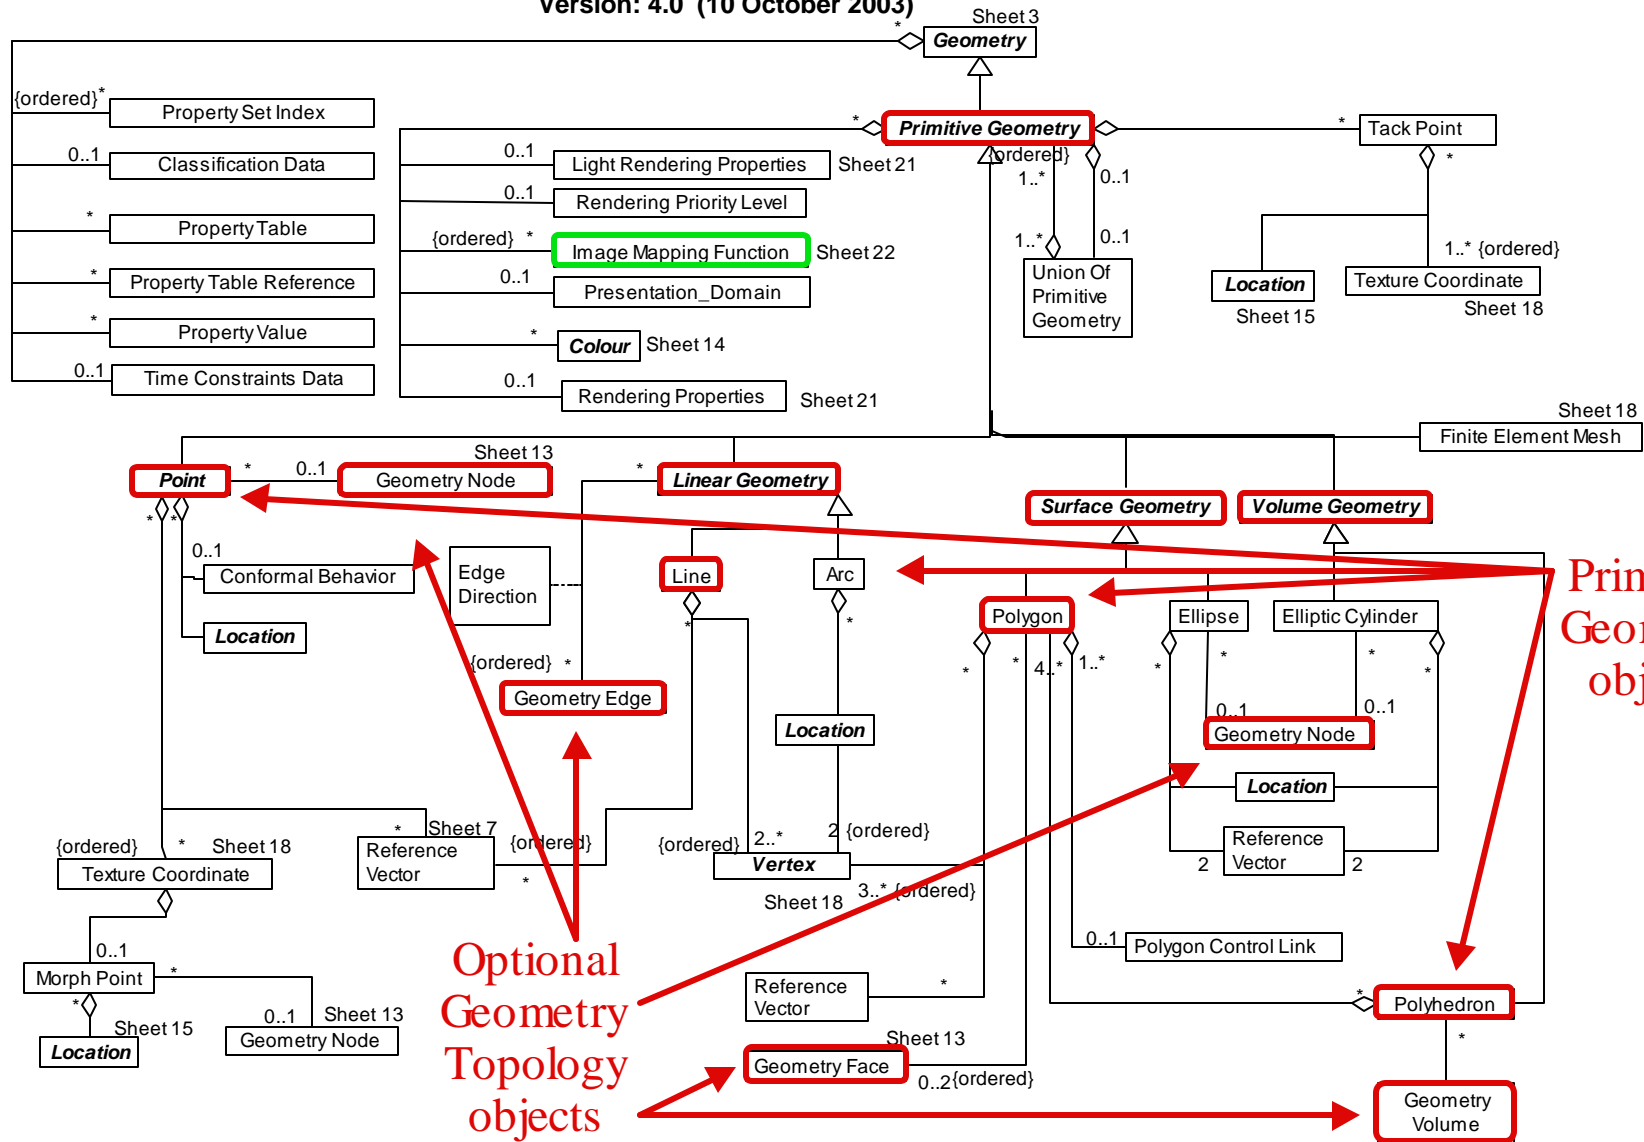 Version: 4.0 (10 October 2003)
Sheet 3
*
Geometry
{ordered}*
Property Set Index
0..1
Classification Data
*
Property Table
*
Property Table Reference
*
Property Value
0..1
Time Constraints Data
*
Primitive Geometry
*
Tack Point
0..1
Light Rendering Properties
Sheet 21
0..1
Rendering Priority Level
{ordered} *
Image Mapping Function
Sheet 22
0..1
Presentation_Domain
*
Colour
Sheet 14
0..1
Rendering Properties
Sheet 21
{ordered}
1..*
0..1
1..*
0..1
Union Of
Primitive
Geometry
*
1..* {ordered}
Location
Sheet 15
Texture Coordinate
Sheet 18
Sheet 18
Finite Element Mesh
Point
*
0..1
Sheet 13
Geometry Node
*
Linear Geometry
Surface Geometry
Volume Geometry
*
*
0..1
Conformal Behavior
Location
Edge
Direction
Line
*
Arc
*
Polygon
*
*
4..*
1..*
Ellipse
*
*
Elliptic Cylinder
*
*
{ordered} *
Geometry Edge
Location
0..1
0..1
Geometry Node
Location
Reference
Vector
2
2
{ordered}
*
Sheet 18
Texture Coordinate
*
Sheet 7
Reference
Vector
{ordered}
*
{ordered}
2..*
2 {ordered}
Vertex
Sheet 18
3..* {ordered}
0..1
Polygon Control Link
0..1
Morph Point
*
*
Sheet 15
Location
0..1
Sheet 13
Geometry Node
Optional
Geometry
Topology
objects
Reference
Vector
*
Sheet 13
Geometry Face
0..2{ordered}
*
Polyhedron
*
Geometry
Volume